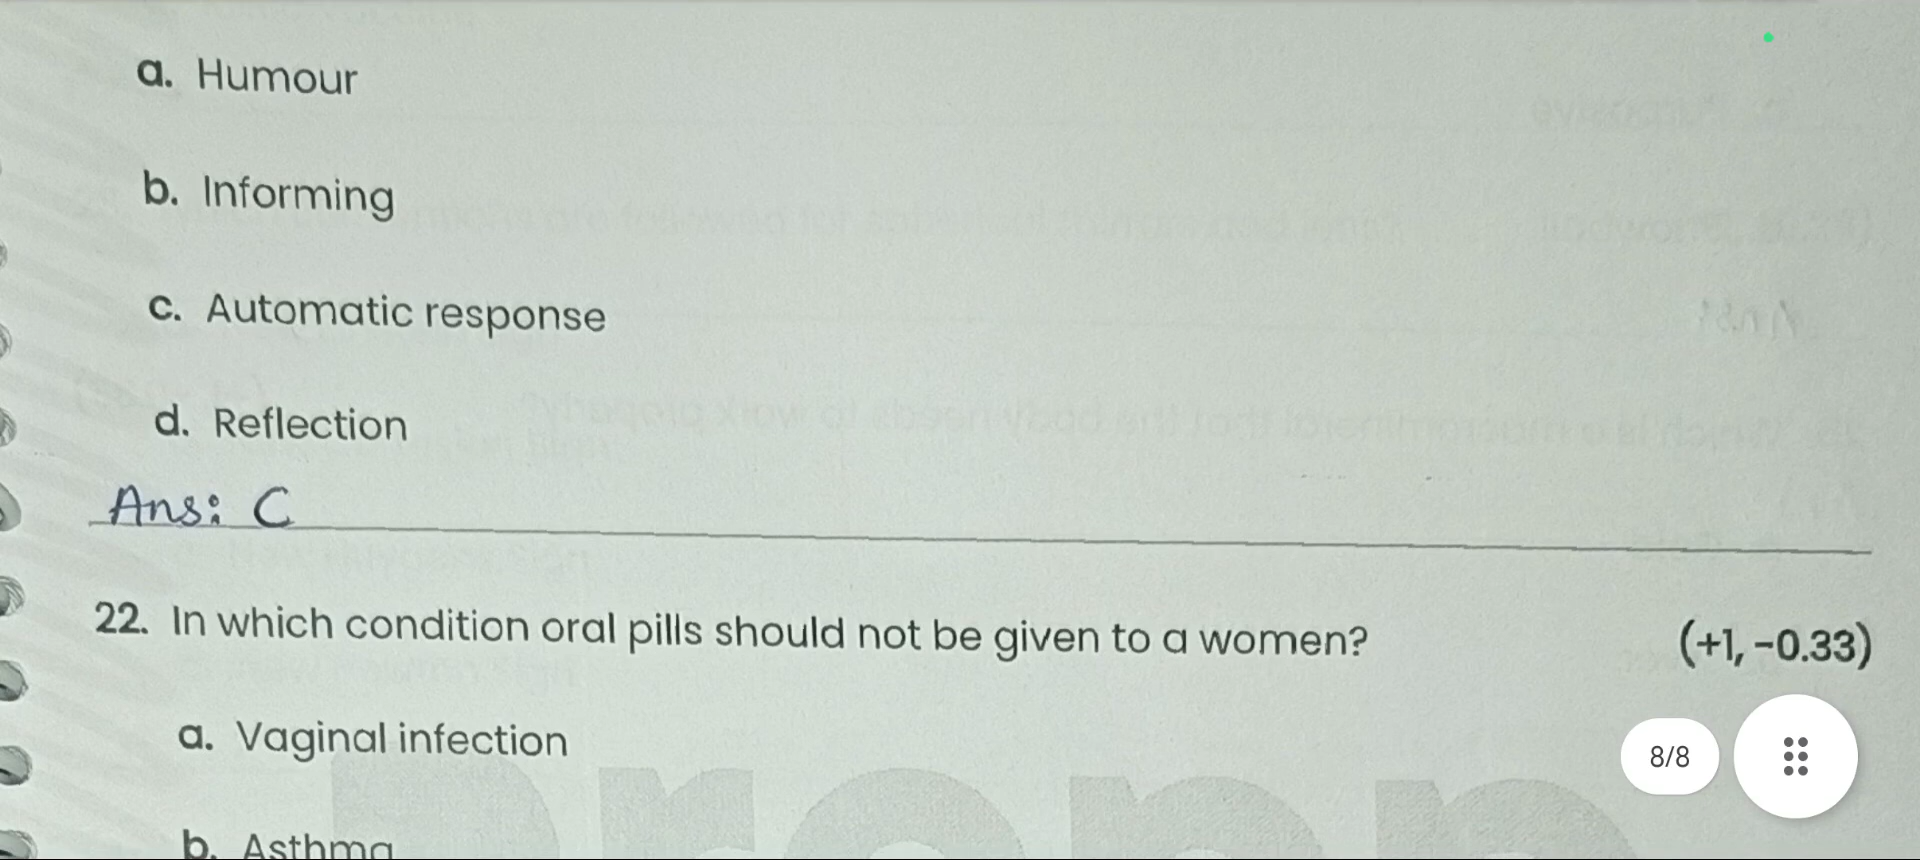 a. Humour
b. Informing
c. Automatic response
d. Reflection
Ans: C
22. In which condition oral pills should not be given to a women? (+1, -0.33)
a. Vaginal infection
8/8
b. Asthma